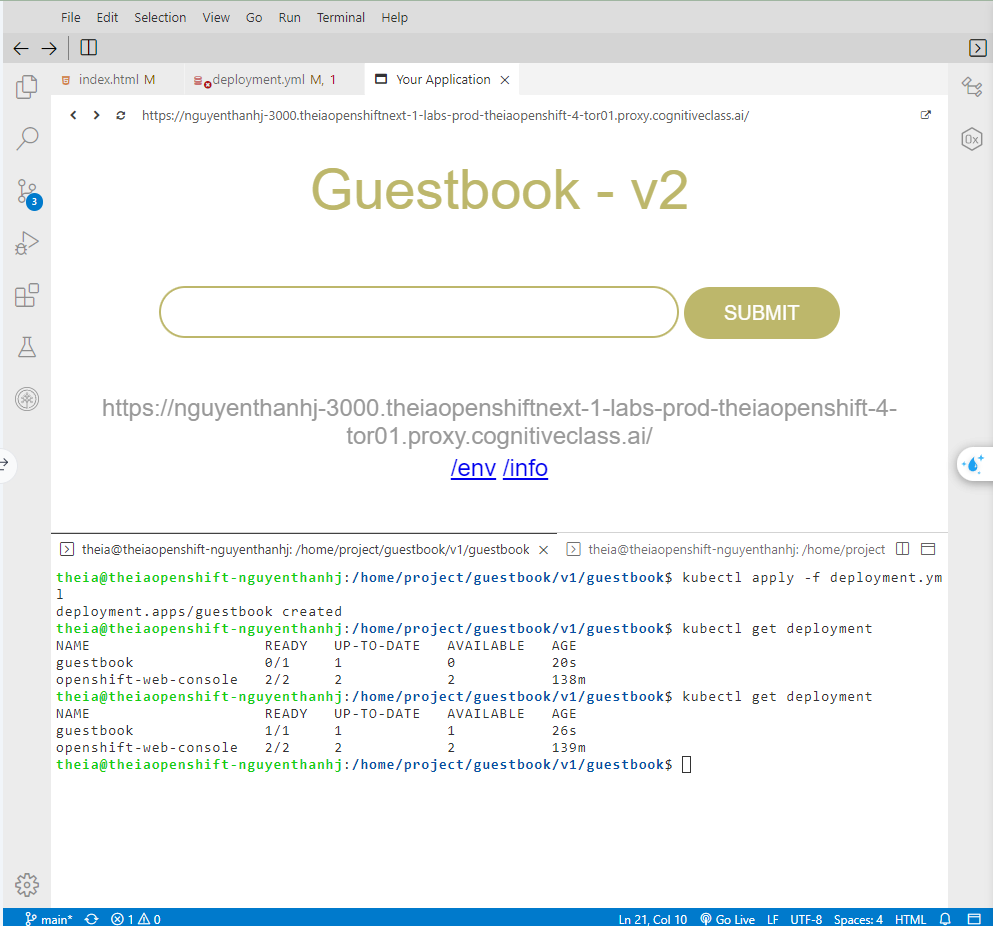 File Edit Selection View Go Run Terminal Help
index.html M deployment.yml M, 1 Your Application
https://nguyenthanhj-3000.theiaopenshiftnext-1-labs-prod-theiaopenshift-4-tor01.proxy.cognitiveclass.ai/
Guestbook - v2
3
SUBMIT
https://nguyenthanhj-3000.theiaopenshiftnext-1-labs-prod-theiaopenshift-4-
tor01.proxy.cognitiveclass.ai/
/env /info
theia@theiaopenshift-nguyenthanhj: /home/project/guestbook/v1/guestbook theia@theiaopenshift-nguyenthanhj: /home/project
theia@theiaopenshift-nguyenthanhj:/home/project/guestbook/v1/guestbook$ kubectl apply -f deployment.ym
l
deployment.apps/guestbook created
theia@theiaopenshift-nguyenthanhj:/home/project/guestbook/v1/guestbook$ kubectl get deployment
NAME READY UP-TO-DATE AVAILABLE AGE
guestbook 0/1 1 0 20s
openshift-web-console 2/2 2 2 138m
theia@theiaopenshift-nguyenthanhj:/home/project/guestbook/v1/guestbook$ kubectl get deployment
NAME READY UP-TO-DATE AVAILABLE AGE
guestbook 1/1 1 1 26s
openshift-web-console 2/2 2 2 139m
theia@theiaopenshift-nguyenthanhj:/home/project/guestbook/v1/guestbook$
main* 1 0 Ln 21, Col 10 Go Live LF UTF-8 Spaces: 4 HTML